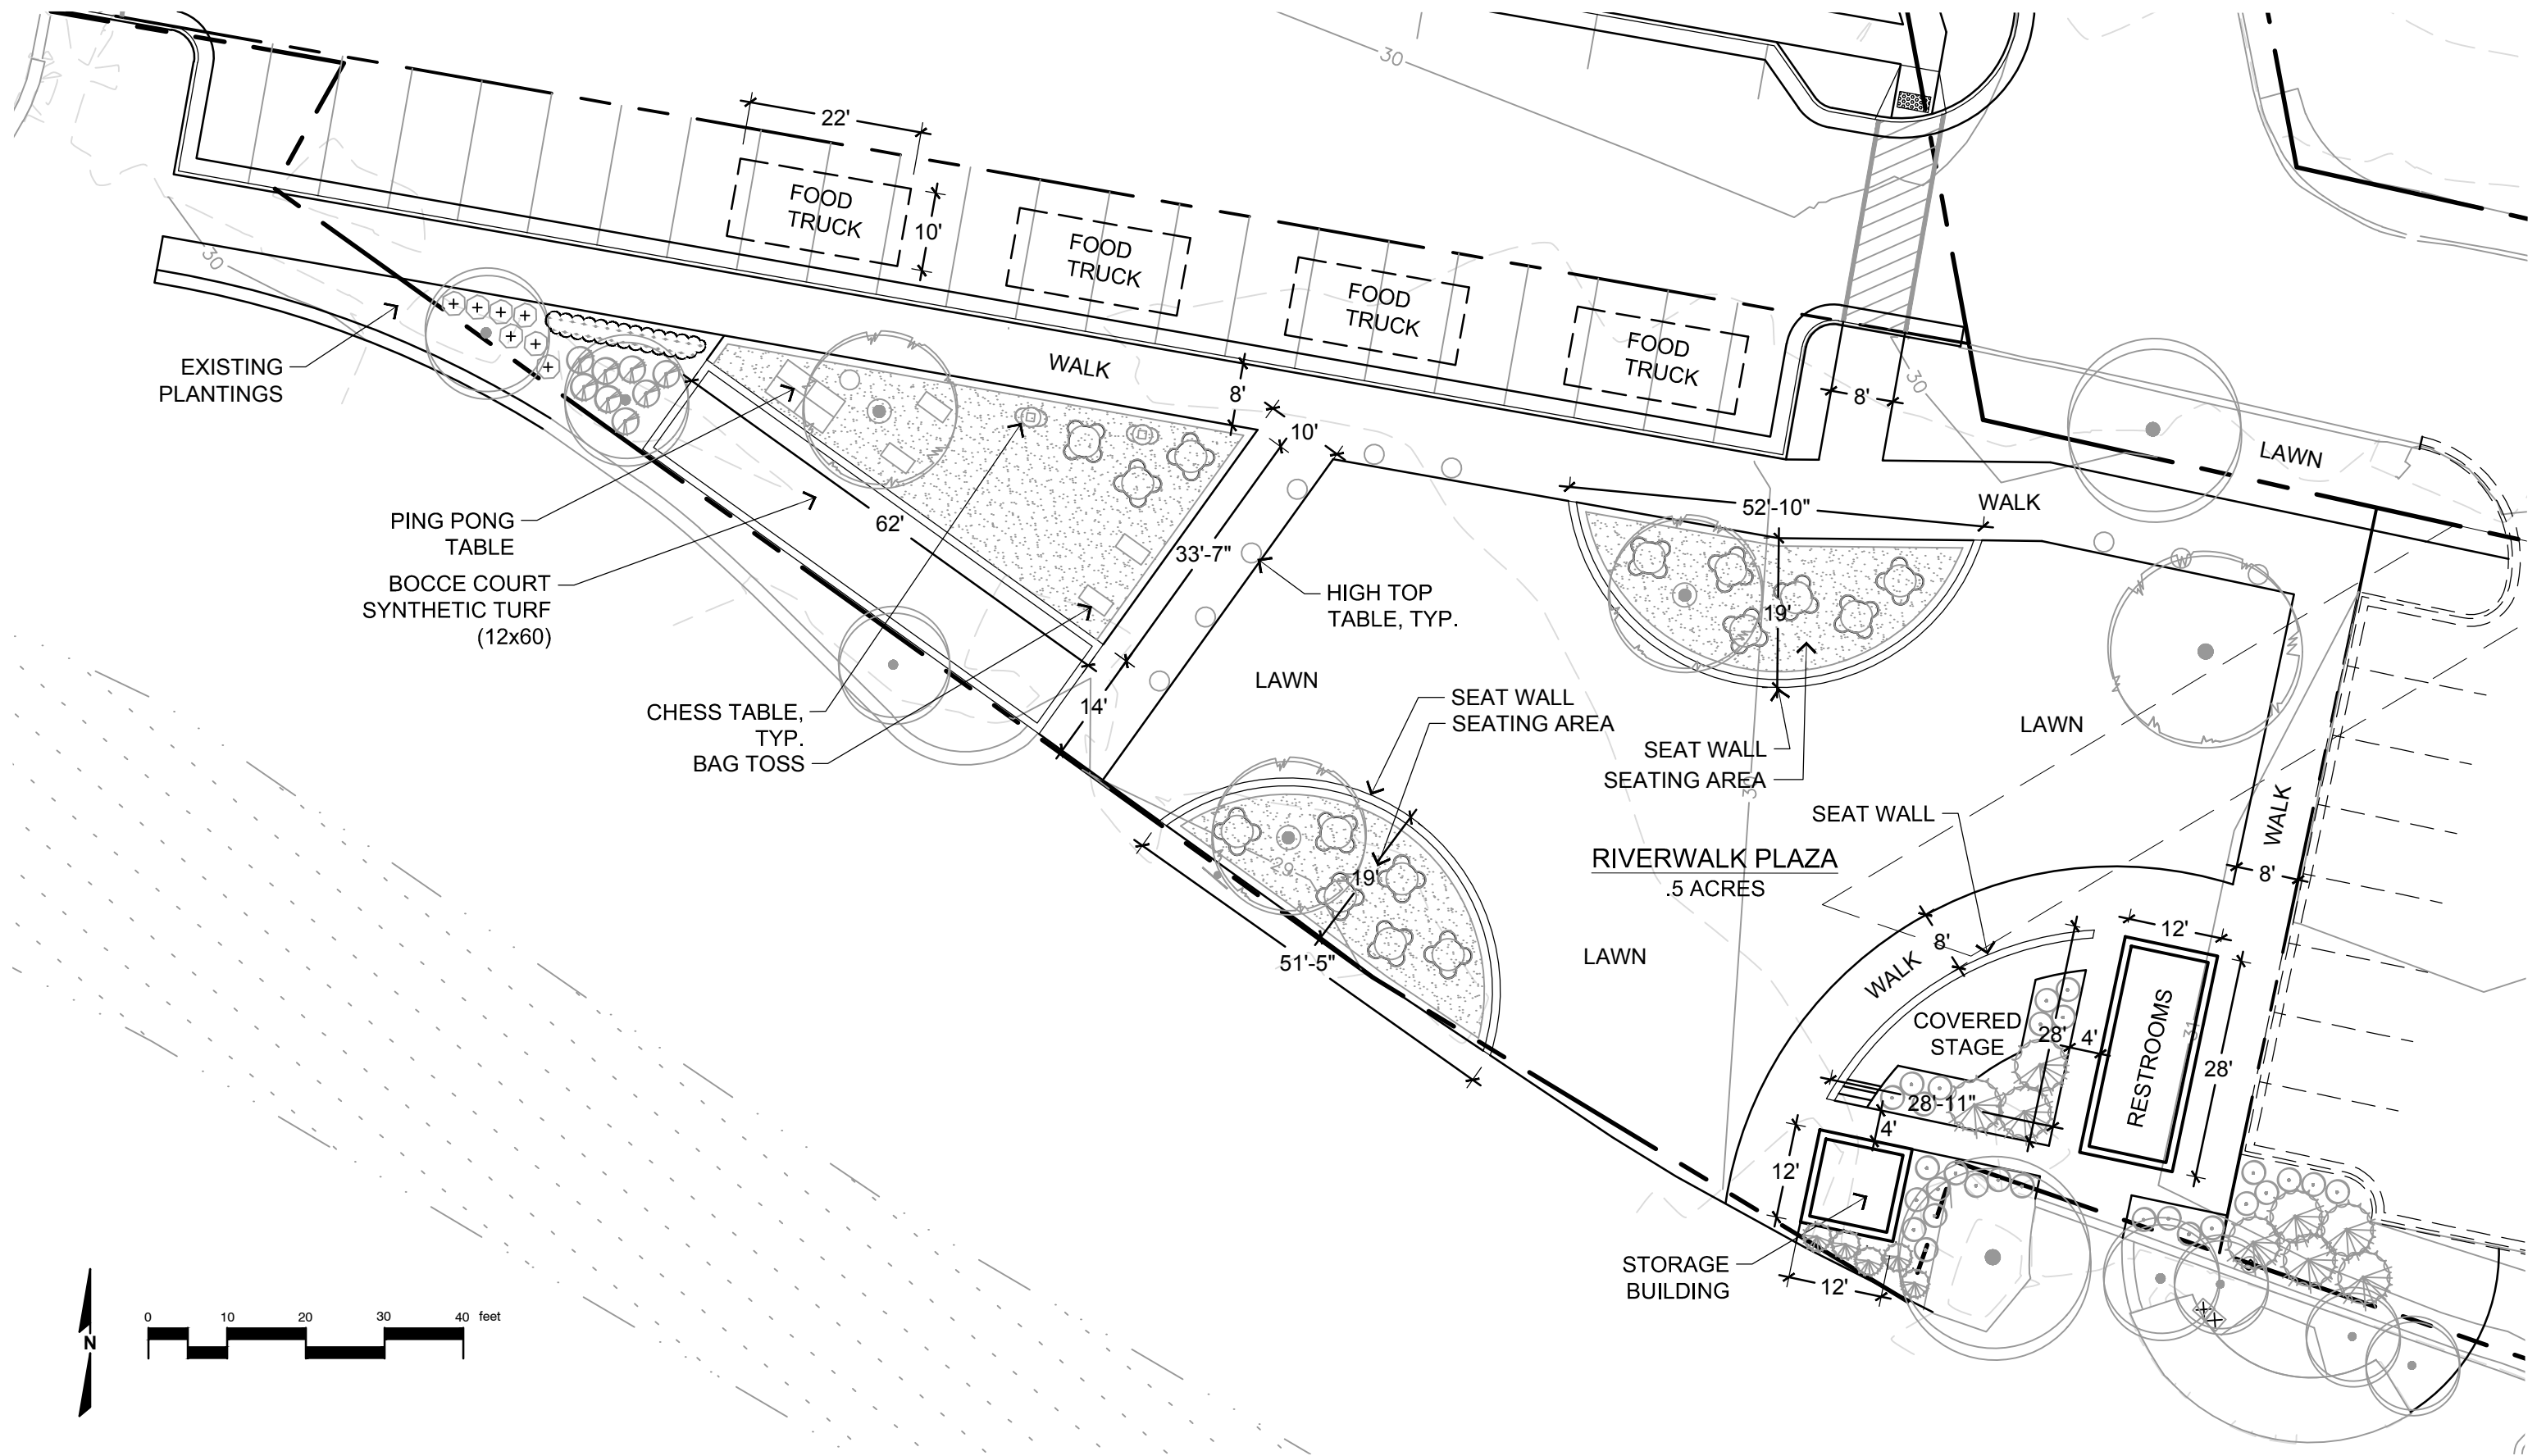 30
22'
FOOD
TRUCK
10'
FOOD
TRUCK
FOOD
TRUCK
FOOD
TRUCK
30
EXISTING
PLANTINGS
WALK
8'
10'
8'
30
LAWN
WALK
52'-10"
19'
PING PONG
TABLE
BOCCE COURT
SYNTHETIC TURF
(12x60)
62'
33'-7"
HIGH TOP
TABLE, TYP.
LAWN
14'
CHESS TABLE,
TYP.
BAG TOSS
SEAT WALL
SEATING AREA
SEAT WALL
SEATING AREA
LAWN
SEAT WALL
WALK
8'
RIVERWALK PLAZA
.5 ACRES
29
19'
51'-5"
LAWN
WALK
8'
12'
COVERED
STAGE
28'
4'
RESTROOMS
31
28'
28'-11"
4'
12'
STORAGE
BUILDING
12'
N
0 10 20 30 40 feet